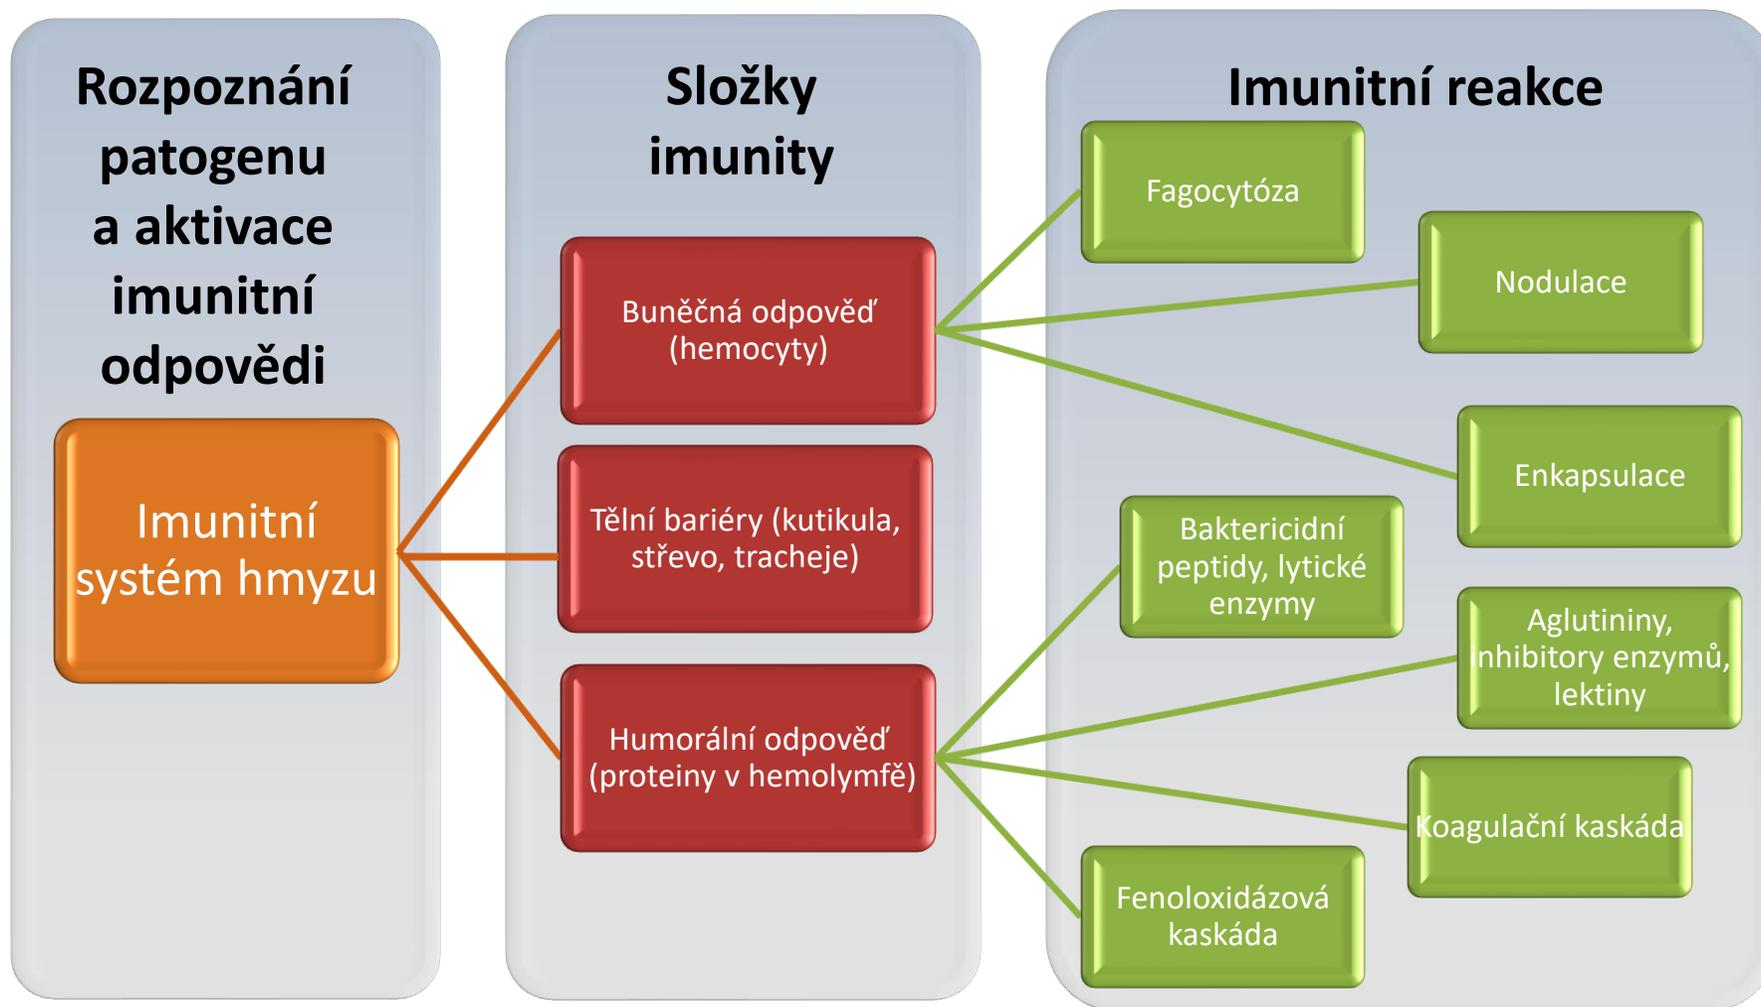 Rozpoznání
patogenu
a aktivace
imunitní
odpovědi
Imunitní
systém hmyzu
Složky
imunity
Buněčná odpověď
(hemocyty)
Tělní bariéry (kutikula,
střevo, tracheje)
Humorální odpověď
(proteiny v hemolymfě)
Imunitní reakce
Fagocytóza
Nodulace
Enkapsulace
Baktericidní
peptidy, lytické
enzymy
Aglutininy,
inhibitory enzymů,
lektiny
Koagulační kaskáda
Fenoloxidázová
kaskáda